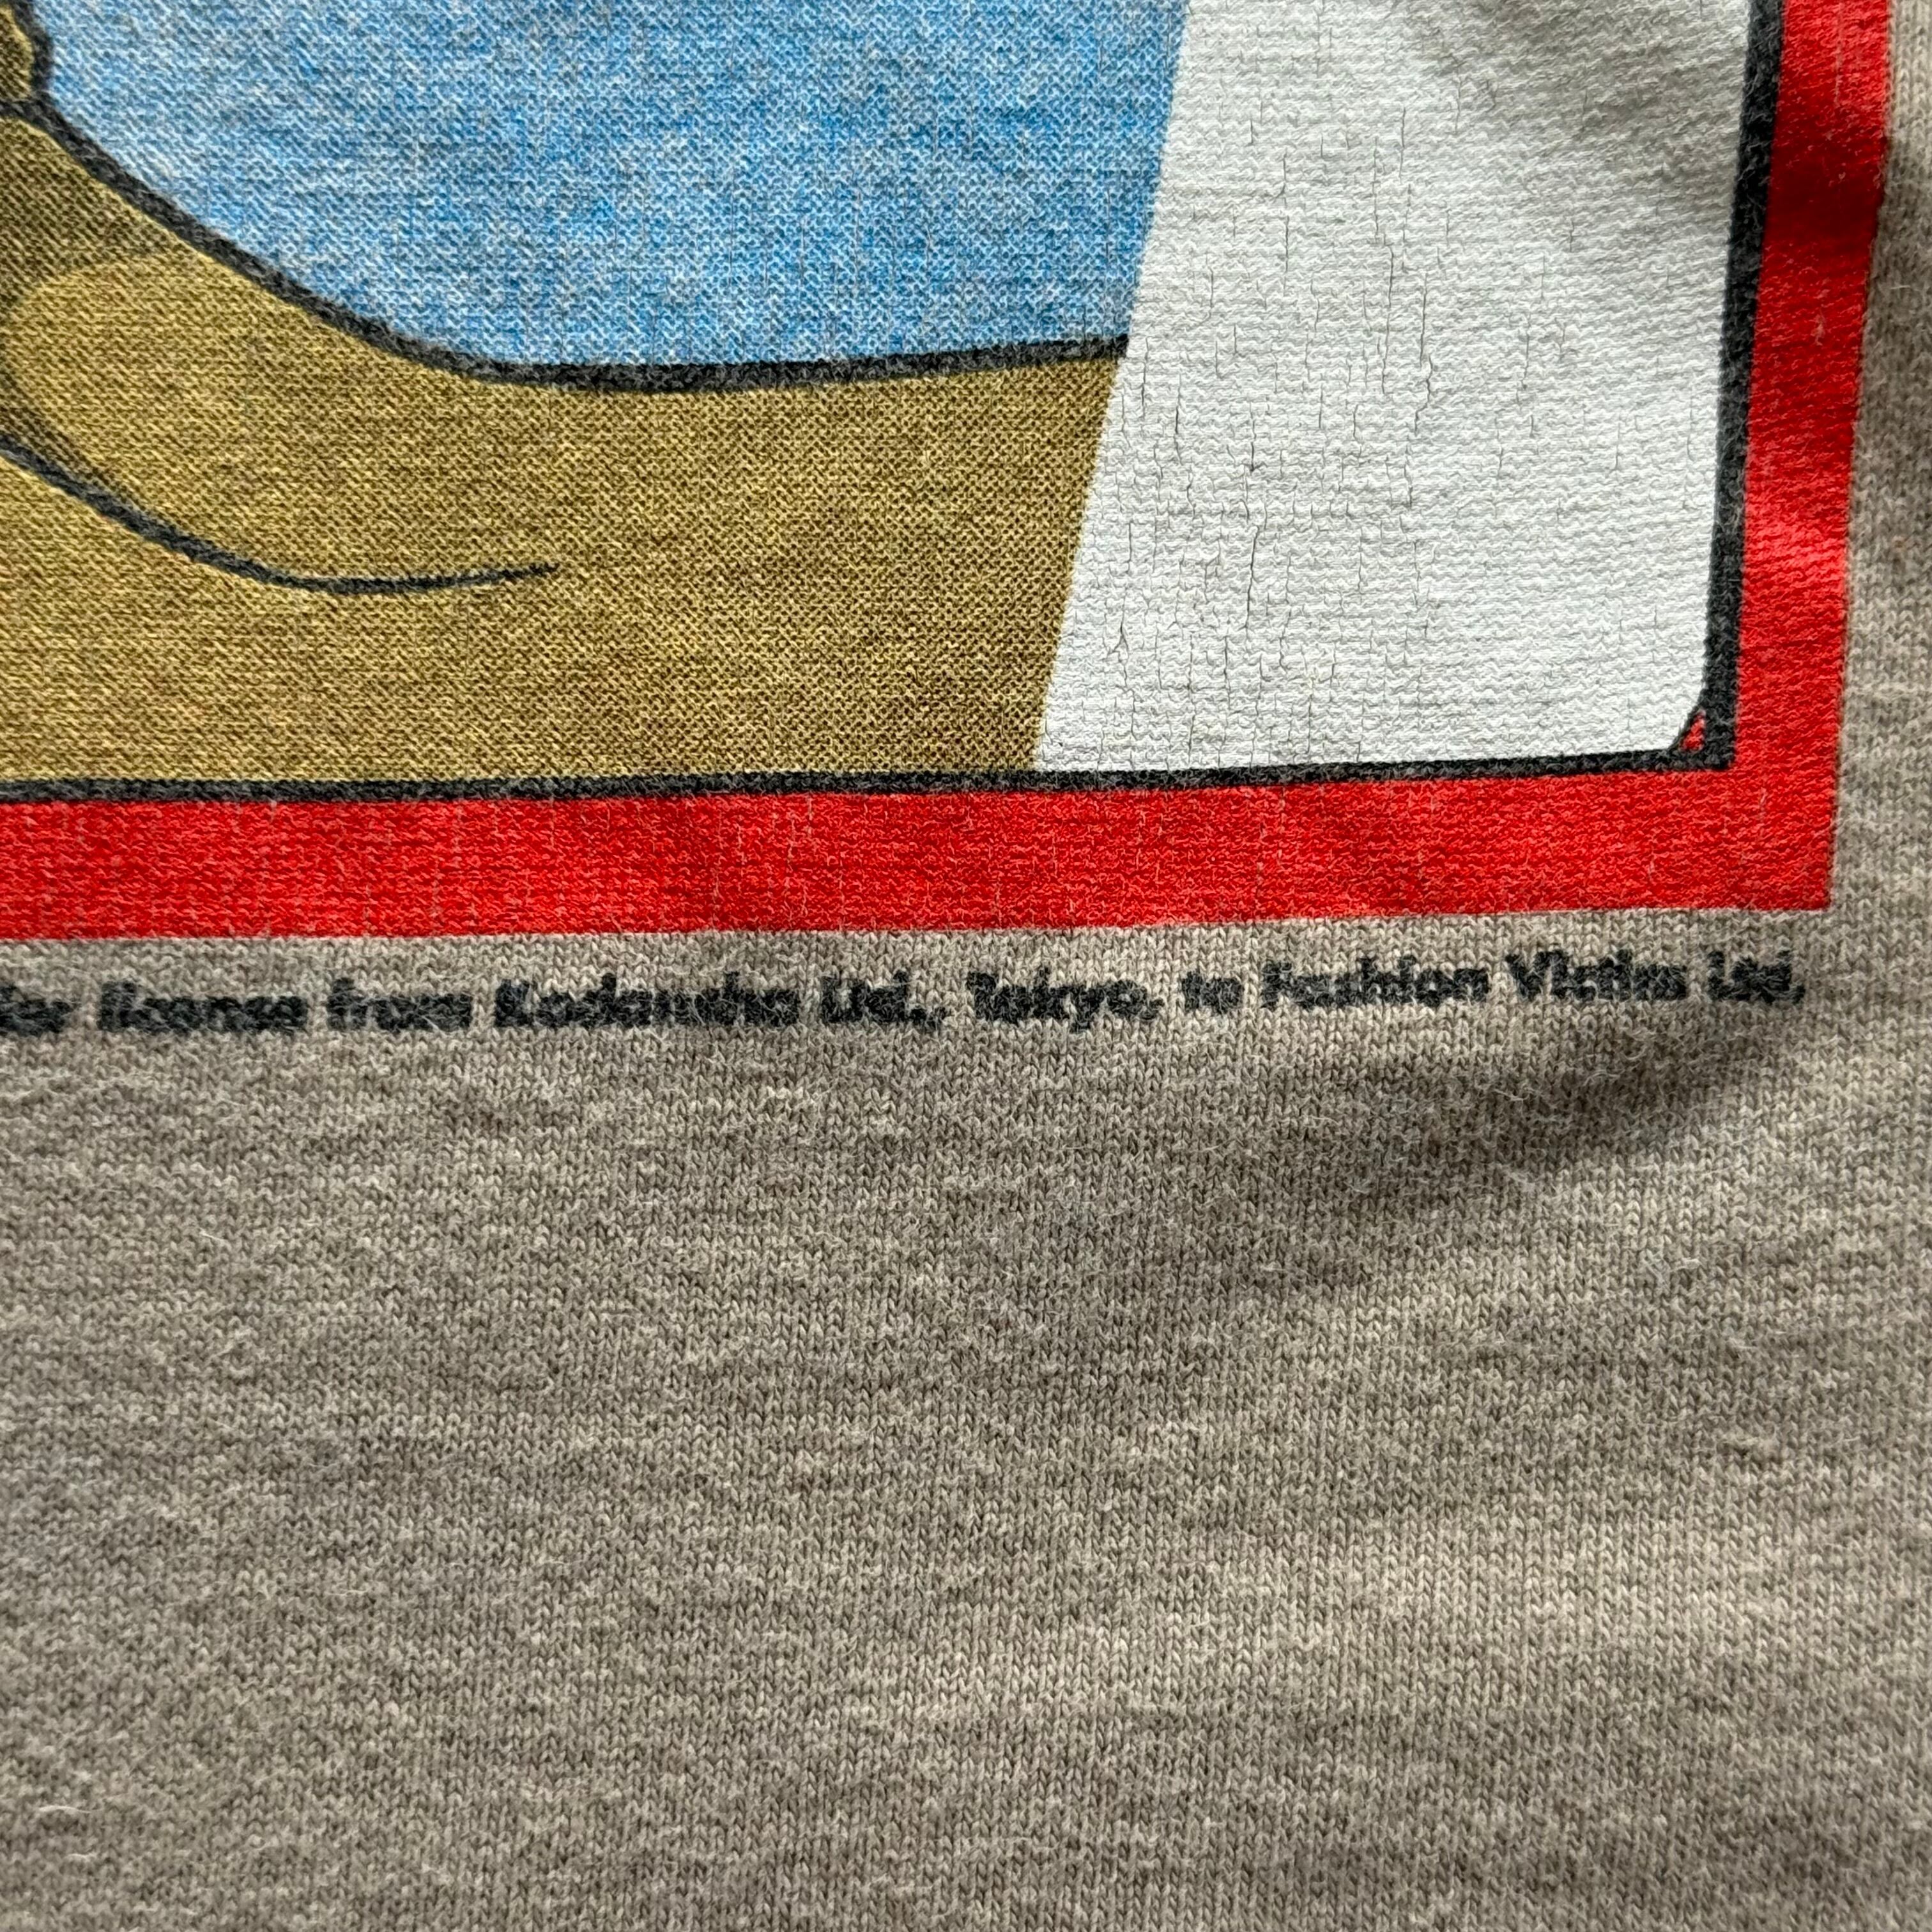 license from Kodansha Ltd., Tokyo, to Fashion Victim Ltd.